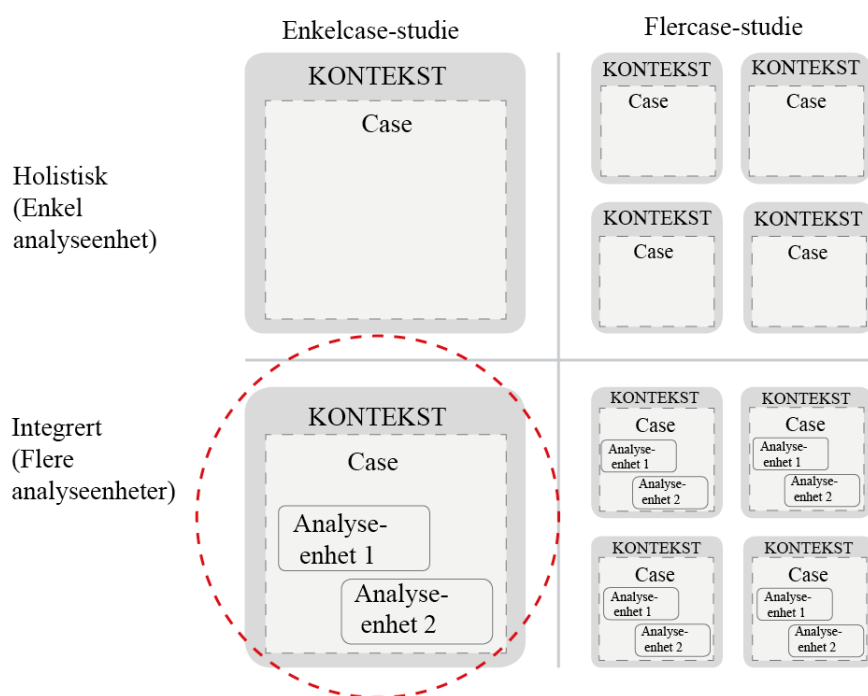 Enkelcase-studie
Flercase-studie
Holistisk
(Enkel
analyseenhet)
KONTEKST
Case
KONTEKST
Case
KONTEKST
Case
KONTEKST
Case
KONTEKST
Case
Integrert
(Flere
analyseenheter)
KONTEKST
Case
Analyse-
enhet 1
Analyse-
enhet 2
KONTEKST
Case
Analyse-
enhet 1
Analyse-
enhet 2
KONTEKST
Case
Analyse-
enhet 1
Analyse-
enhet 2
KONTEKST
Case
Analyse-
enhet 1
Analyse-
enhet 2
KONTEKST
Case
Analyse-
enhet 1
Analyse-
enhet 2